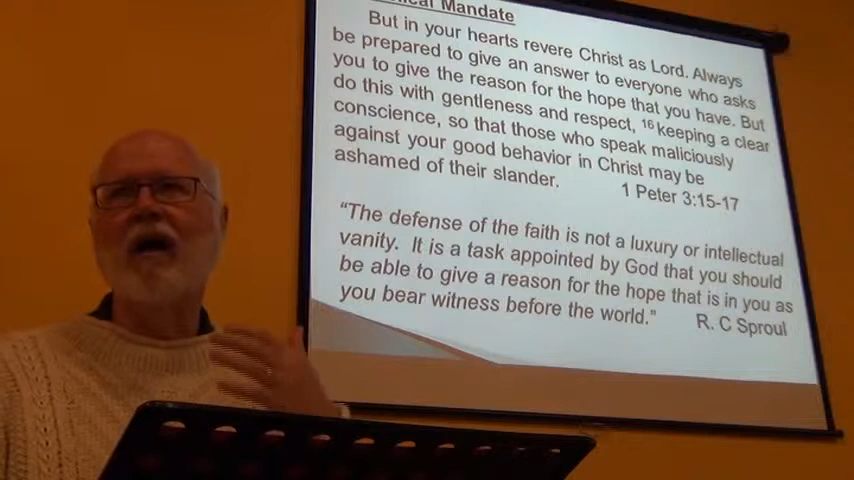 Mandate
But in your hearts revere Christ as Lord. Always
be prepared to give an answer to everyone who asks
you to give the reason for the hope that you have. But
do this with gentleness and respect, 16 keeping a clear
conscience, so that those who speak maliciously
against your good behavior in Christ may be
ashamed of their slander. 1 Peter 3:15-17
“The defense of the faith is not a luxury or intellectual
vanity. It is a task appointed by God that you should
be able to give a reason for the hope that is in you as
you bear witness before the world.” R. C Sproul